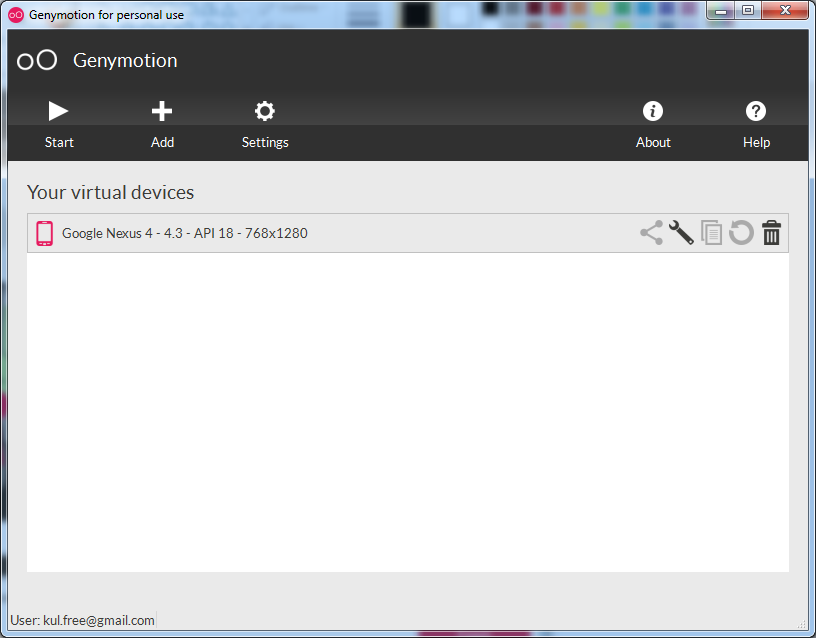 Genymotion for personal use
Genymotion
Start Add Settings About Help
Your virtual devices
Google Nexus 4 - 4.3 - API 18 - 768x1280
User: kul.free@gmail.com